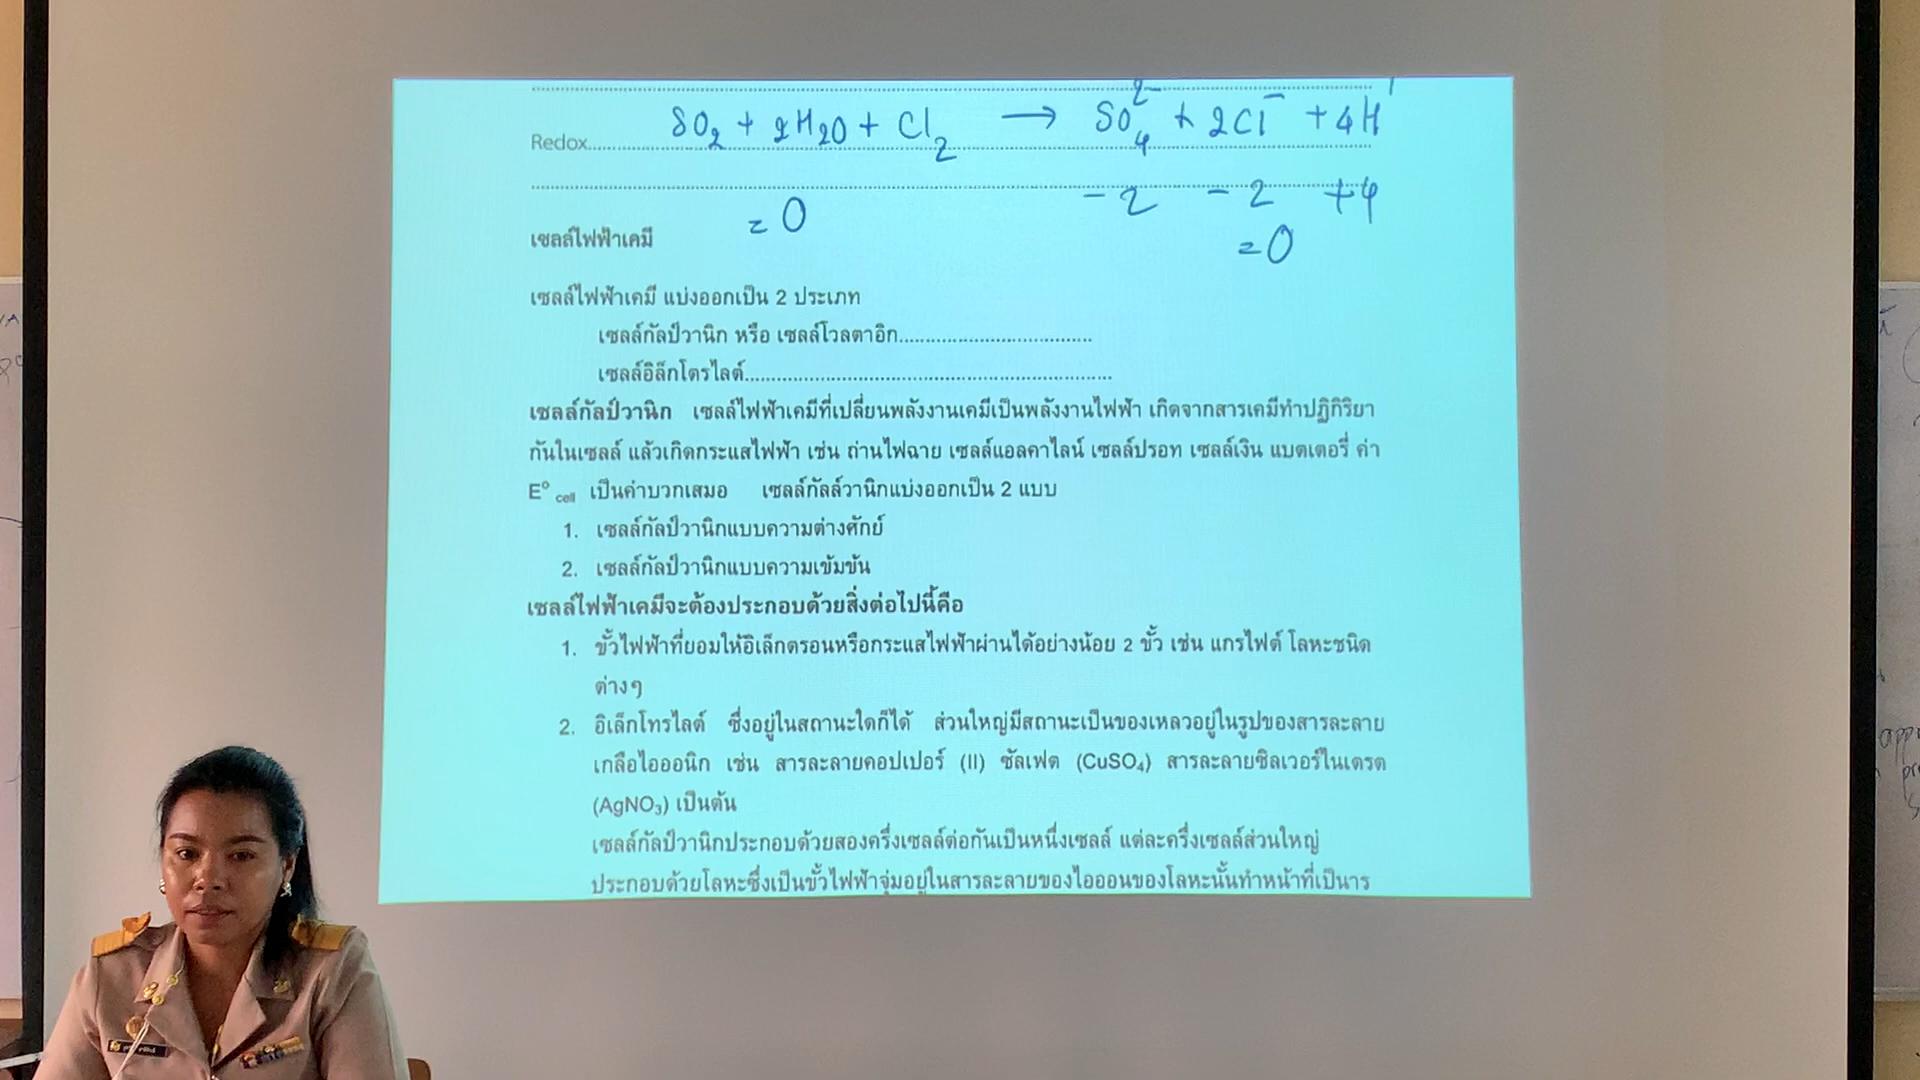 Redox SO2 + 2H2O + Cl2 → SO4 2- + 2Cl- + 4H+
= 0 -2 -2 +4
= 0
เซลล์ไฟฟ้าเคมี
เซลล์ไฟฟ้าเคมี แบ่งออกเป็น 2 ประเภท
เซลล์กัลป์วานิก หรือ เซลล์โวลตาอิก
เซลล์อิล็กโตรไลต์
เซลล์กัลป์วานิก เซลล์ไฟฟ้าเคมีที่เปลี่ยนพลังงานเคมีเป็นพลังงานไฟฟ้า เกิดจากสารเคมีทำปฏิกิริยา
กันในเซลล์ แล้วเกิดกระแสไฟฟ้า เช่น ถ่านไฟฉาย เซลล์แอลคาไลน์ เซลล์ปรอท เซลล์เงิน แบตเตอรี่ ค่า
E° cell เป็นค่าบวกเสมอ เซลล์กัลล์วานิกแบ่งออกเป็น 2 แบบ
1. เซลล์กัลป์วานิกแบบความต่างศักย์
2. เซลล์กัลป์วานิกแบบความเข้มข้น
เซลล์ไฟฟ้าเคมีจะต้องประกอบด้วยสิ่งต่อไปนี้คือ
1. ขั้วไฟฟ้าที่ยอมให้อิเล็กตรอนหรือกระแสไฟฟ้าผ่านได้อย่างน้อย 2 ขั้ว เช่น แกรไฟต์ โลหะชนิด
ต่างๆ
2. อิเล็กโทรไลต์ ซึ่งอยู่ในสถานะใดก็ได้ ส่วนใหญ่มีสถานะเป็นของเหลวอยู่ในรูปของสารละลาย
เกลือไอออนิก เช่น สารละลายคอปเปอร์ (II) ซัลเฟต (CuSO4) สารละลายซิลเวอร์ไนเตรต
(AgNO3) เป็นต้น
เซลล์กัลป์วานิกประกอบด้วยสองครึ่งเซลล์ต่อกันเป็นหนึ่งเซลล์ แต่ละครึ่งเซลล์ส่วนใหญ่
ประกอบด้วยโลหะซึ่งเป็นขั้วไฟฟ้าจุ่มอยู่ในสารละลายของไอออนของโลหะนั้นทำหน้าที่เป็นาร